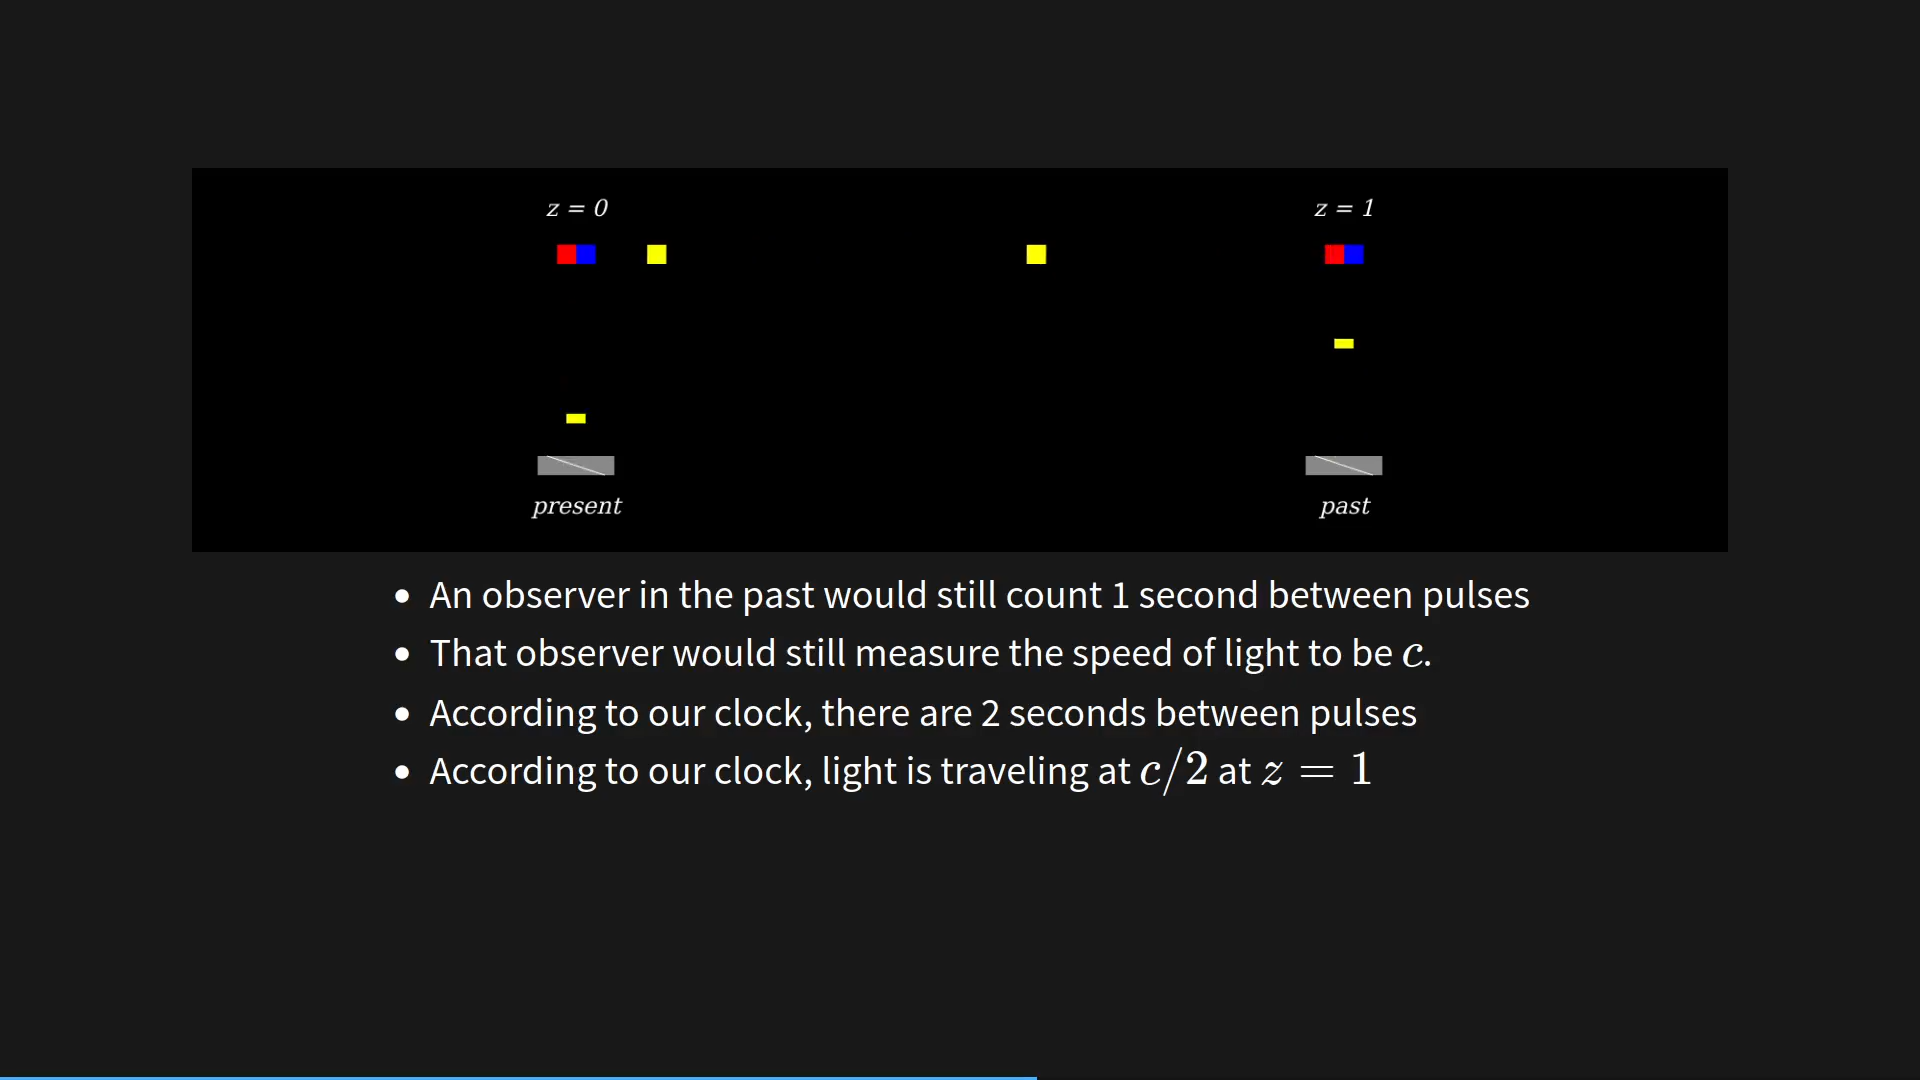 z = 0
z = 1
present
past
• An observer in the past would still count 1 second between pulses
• That observer would still measure the speed of light to be c.
• According to our clock, there are 2 seconds between pulses
• According to our clock, light is traveling at c/2 at z = 1